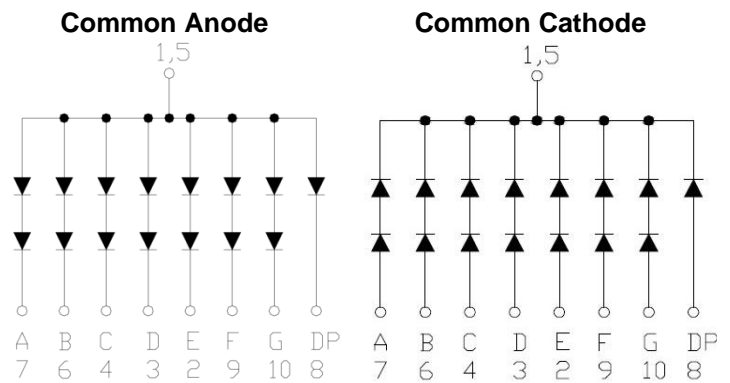 Common Anode Common Cathode
1,5 1,5
A B C D E F G DP A B C D E F G DP
7 6 4 3 2 9 10 8 7 6 4 3 2 9 10 8